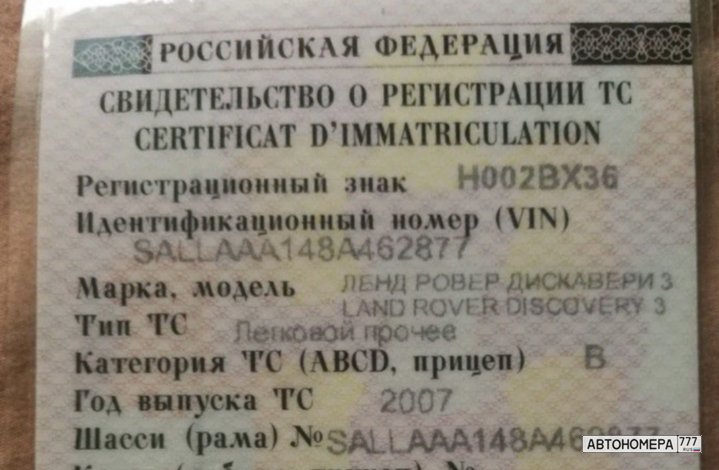 РОССИЙСКАЯ ФЕДЕРАЦИЯ
СВИДЕТЕЛЬСТВО О РЕГИСТРАЦИИ ТС
CERTIFICAT D'IMMATRICULATION
Регистрационный знак Н002ВХ36
Идентификационный номер (VIN)
SALLAAA148A462877
Марка, модель ЛЕНД РОВЕР ДИСКАВЕРИ 3
LAND ROVER DISCOVERY 3
Тип ТС Легковой прочее
Категория ТС (ABCD, прицеп) B
Год выпуска ТС 2007
Шасси (рама) № SALLAAA148A462877
АВТОНОМЕРА 777